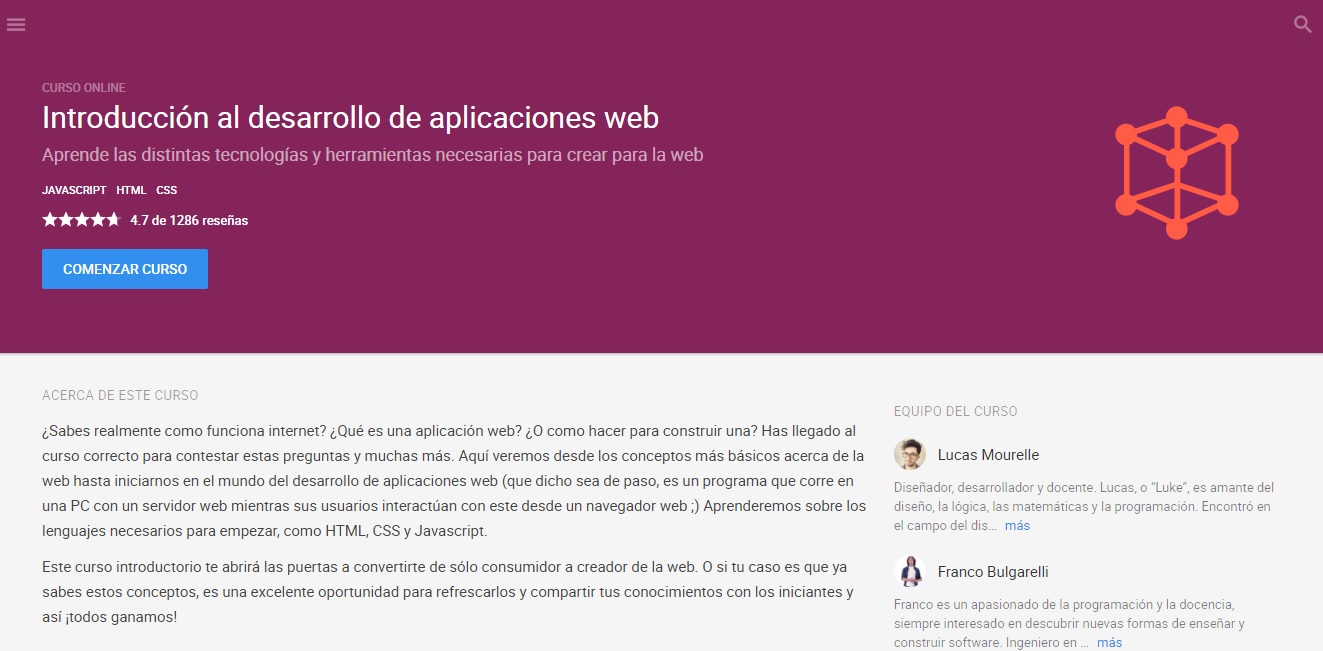 CURSO ONLINE
Introducción al desarrollo de aplicaciones web
Aprende las distintas tecnologías y herramientas necesarias para crear para la web
JAVASCRIPT HTML CSS
4.7 de 1286 reseñas
COMENZAR CURSO
ACERCA DE ESTE CURSO
¿Sabes realmente como funciona internet? ¿Qué es una aplicación web? ¿O como hacer para construir una? Has llegado al
curso correcto para contestar estas preguntas y muchas más. Aquí veremos desde los conceptos más básicos acerca de la
web hasta iniciarnos en el mundo del desarrollo de aplicaciones web (que dicho sea de paso, es un programa que corre en
una PC con un servidor web mientras sus usuarios interactúan con este desde un navegador web ;) Aprenderemos sobre los
lenguajes necesarios para empezar, como HTML, CSS y Javascript.
Este curso introductorio te abrirá las puertas a convertirte de sólo consumidor a creador de la web. O si tu caso es que ya
sabes estos conceptos, es una excelente oportunidad para refrescarlos y compartir tus conocimientos con los iniciantes y
así ¡todos ganamos!
EQUIPO DEL CURSO
Lucas Mourelle
Diseñador, desarrollador y docente. Lucas, o “Luke”, es amante del
diseño, la lógica, las matemáticas y la programación. Encontró en
el campo del dis... más
Franco Bulgarelli
Franco es un apasionado de la programación y la docencia,
siempre interesado en descubrir nuevas formas de enseñar y
construir software. Ingeniero en ... más